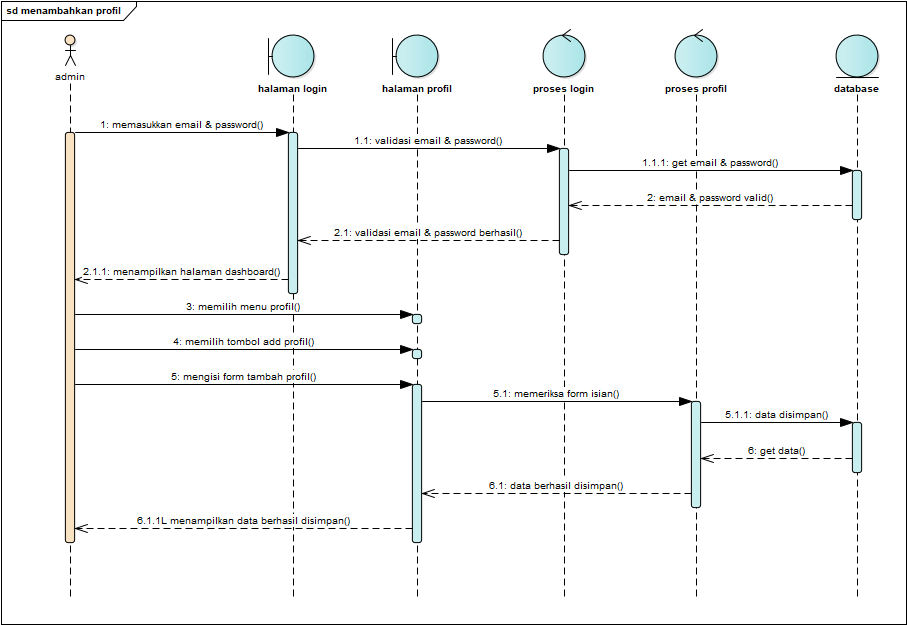 sd menambahkan profil
admin
halaman login
halaman profil
proses login
proses profil
database
1: memasukkan email & password()
1.1: validasi email & password()
1.1.1: get email & password()
2: email & password valid()
2.1: validasi email & password berhasil()
2.1.1: menampilkan halaman dashboard()
3: memilih menu profil()
4: memilih tombol add profil()
5: mengisi form tambah profil()
5.1: memeriksa form isian()
5.1.1: data disimpan()
6: get data()
6.1: data berhasil disimpan()
6.1.1L menampilkan data berhasil disimpan()